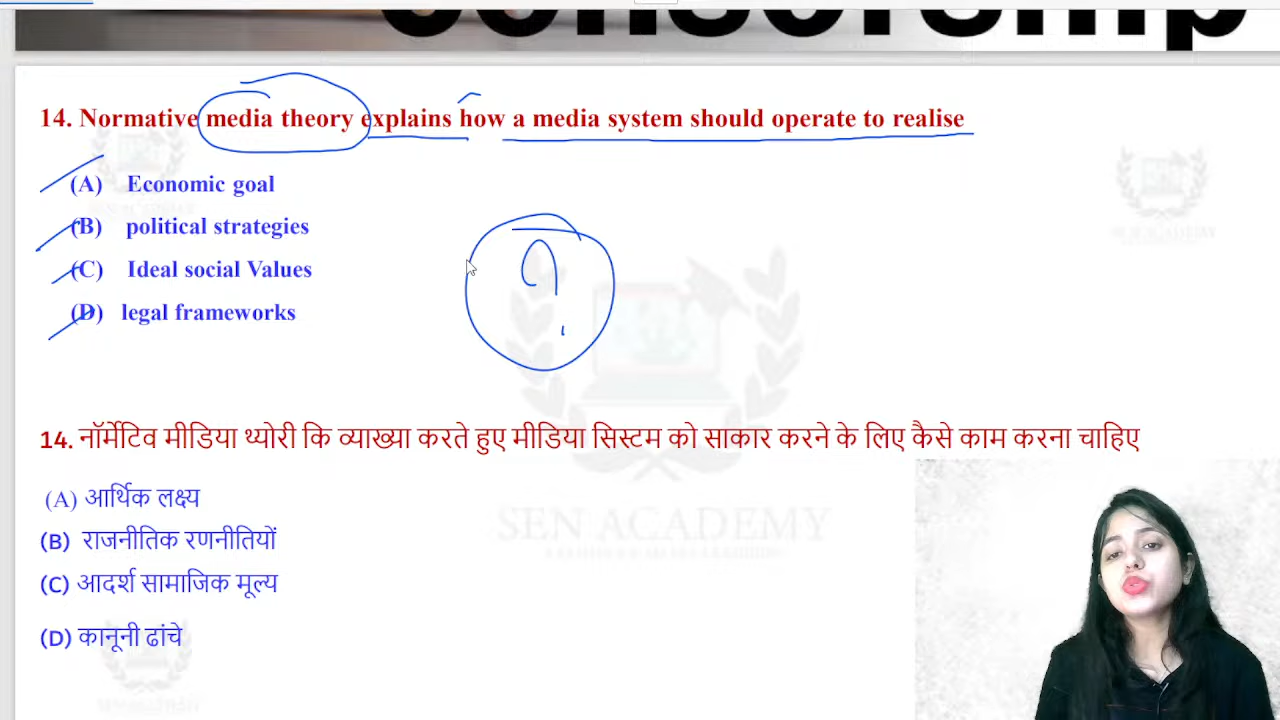 censorship
14. Normative media theory explains how a media system should operate to realise
(A) Economic goal
(B) political strategies
(C) Ideal social Values
(D) legal frameworks
14. नॉर्मेटिव मीडिया थ्योरी कि व्याख्या करते हुए मीडिया सिस्टम को साकार करने के लिए कैसे काम करना चाहिए
(A) आर्थिक लक्ष्य
(B) राजनीतिक रणनीतियों
(C) आदर्श सामाजिक मूल्य
(D) कानूनी ढांचे
SEN ACADEMY